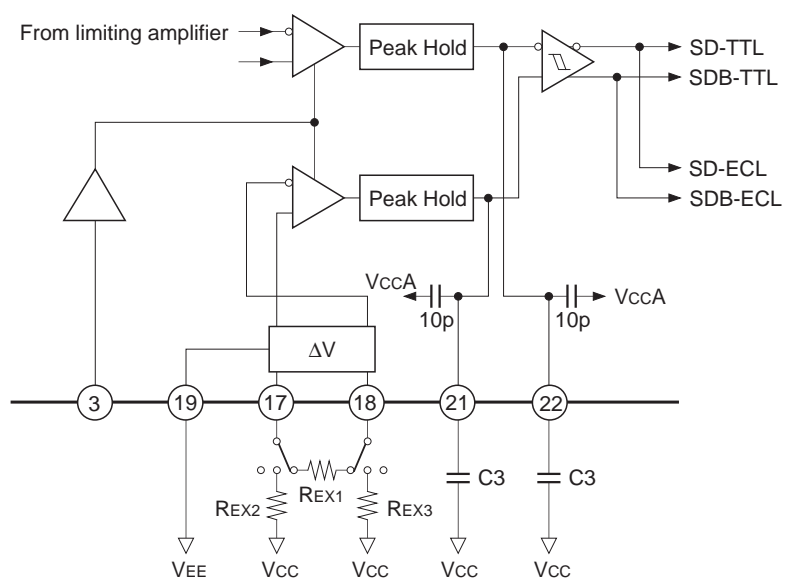 From limiting amplifier
Peak Hold
SD-TTL
SDB-TTL
SD-ECL
SDB-ECL
Peak Hold
VCCA
10p
10p
VCCA
ΔV
3
19
17
18
21
22
REX1
REX2
REX3
C3
C3
VEE
VCC
VCC
VCC
VCC